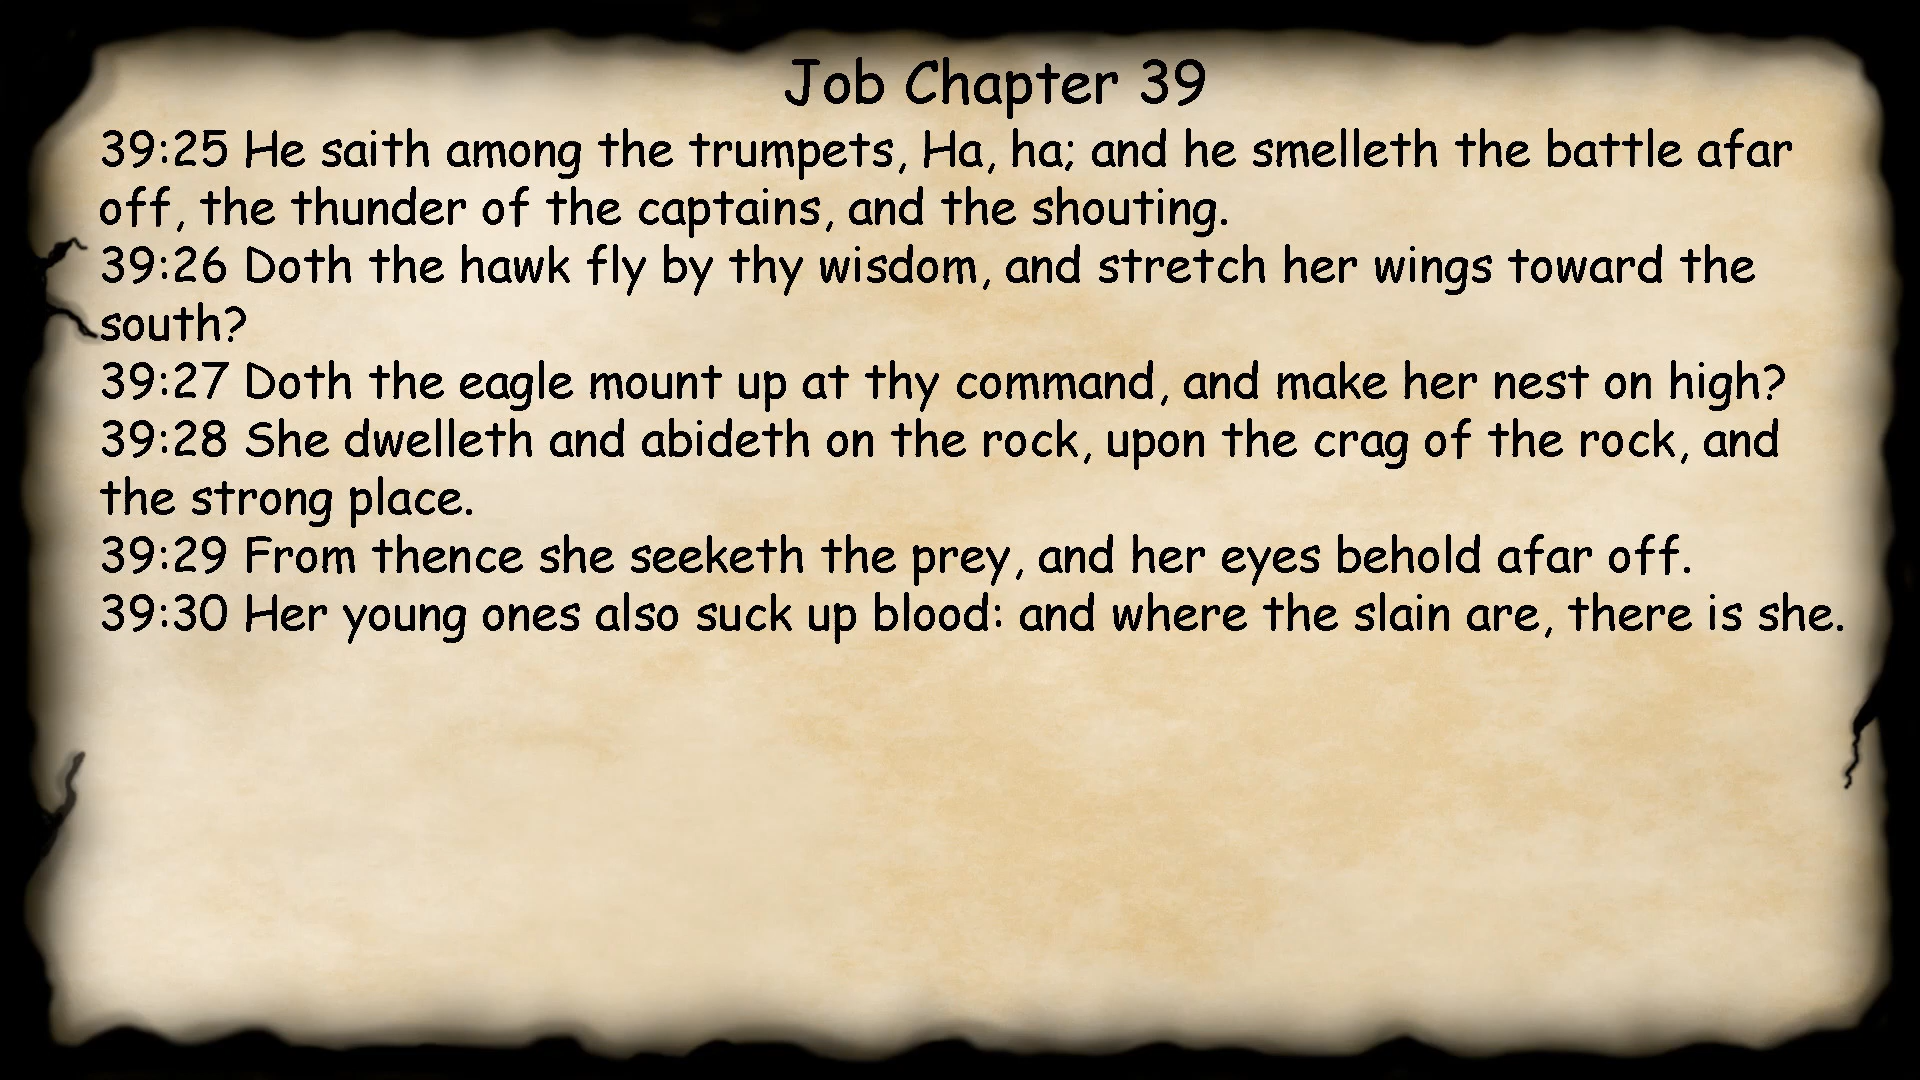 Job Chapter 39
39:25 He saith among the trumpets, Ha, ha; and he smelleth the battle afar
off, the thunder of the captains, and the shouting.
39:26 Doth the hawk fly by thy wisdom, and stretch her wings toward the
south?
39:27 Doth the eagle mount up at thy command, and make her nest on high?
39:28 She dwelleth and abideth on the rock, upon the crag of the rock, and
the strong place.
39:29 From thence she seeketh the prey, and her eyes behold afar off.
39:30 Her young ones also suck up blood: and where the slain are, there is she.